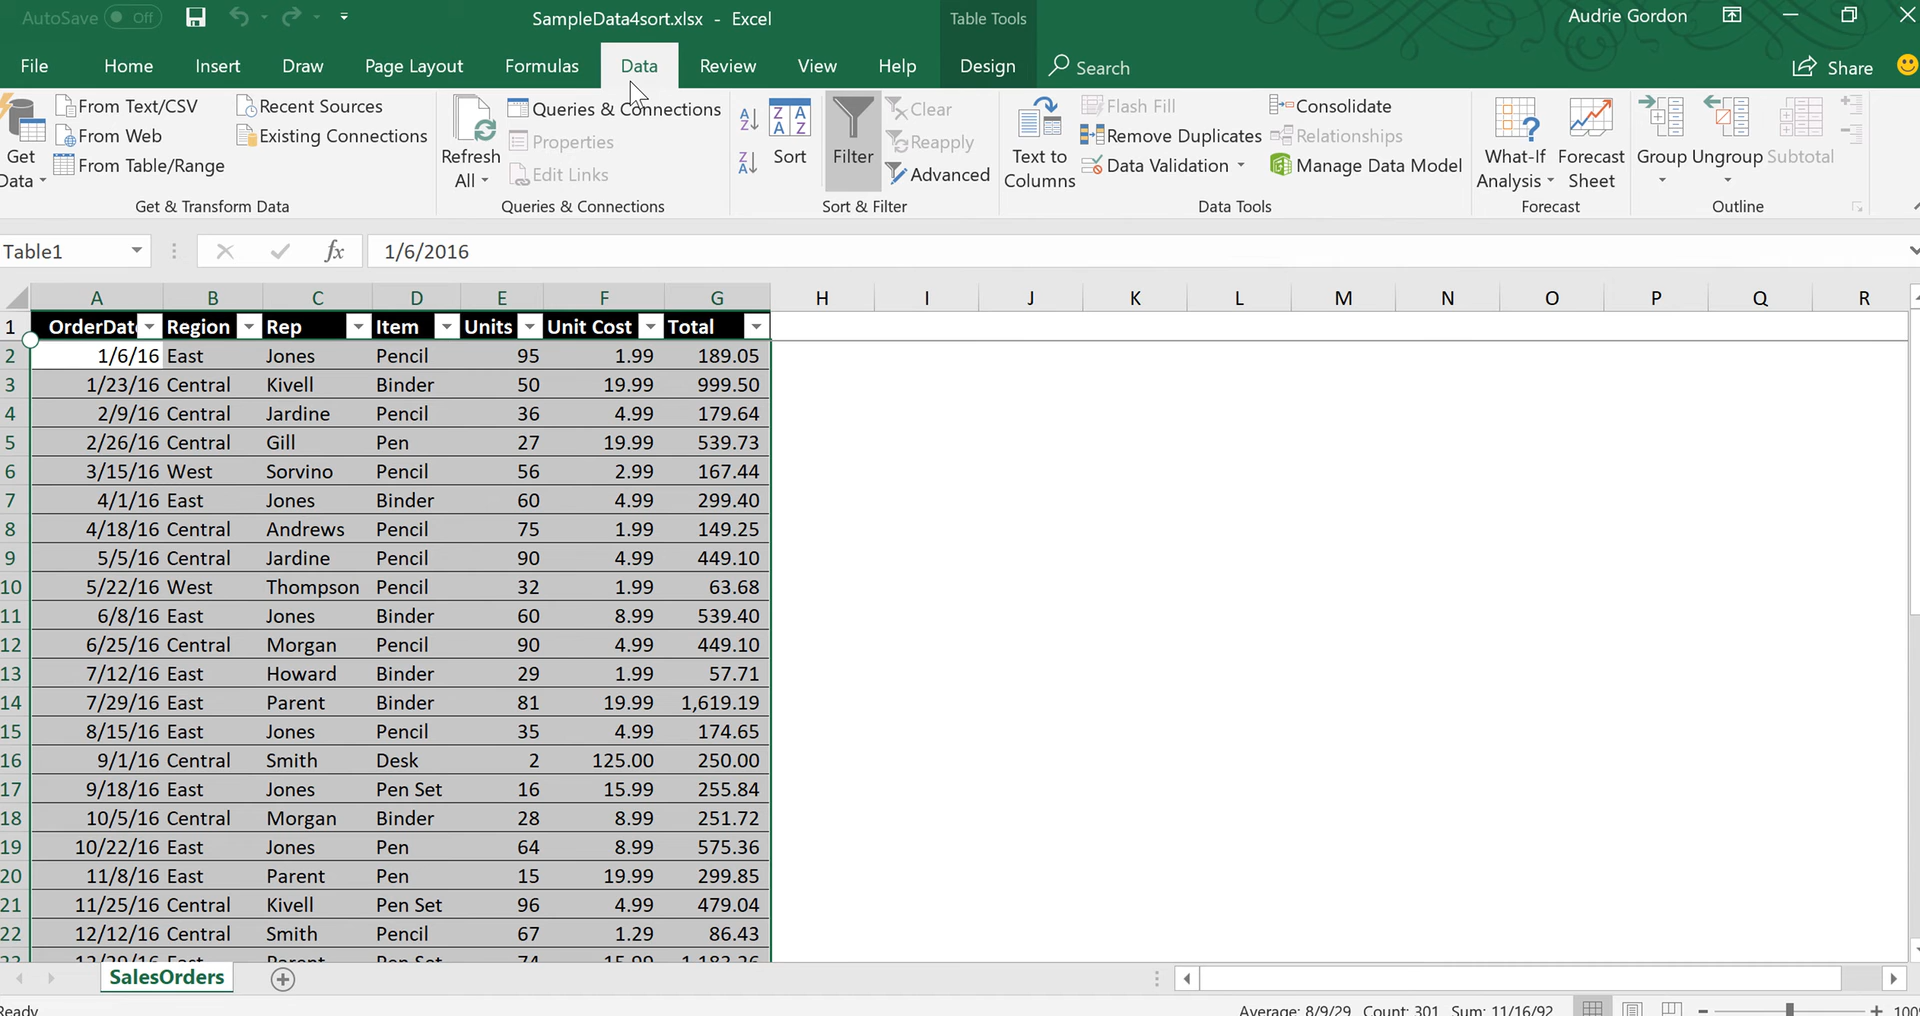 AutoSave Off SampleData4sort.xlsx - Excel Table Tools Audrie Gordon
File Home Insert Draw Page Layout Formulas Data Review View Help Design Search Share
Get Data
From Text/CSV
From Web
From Table/Range
Recent Sources
Existing Connections
Get & Transform Data
Refresh All
Queries & Connections
Properties
Edit Links
Queries & Connections
Sort
Filter
Clear
Reapply
Advanced
Sort & Filter
Text to Columns
Flash Fill
Remove Duplicates
Data Validation
Consolidate
Relationships
Manage Data Model
Data Tools
What-If Analysis
Forecast Sheet
Forecast
Group
Ungroup
Subtotal
Outline
Table1 fx 1/6/2016
A B C D E F G H I J K L M N O P Q R
1 OrderDate Region Rep Item Units Unit Cost Total
2 1/6/16 East Jones Pencil 95 1.99 189.05
3 1/23/16 Central Kivell Binder 50 19.99 999.50
4 2/9/16 Central Jardine Pencil 36 4.99 179.64
5 2/26/16 Central Gill Pen 27 19.99 539.73
6 3/15/16 West Sorvino Pencil 56 2.99 167.44
7 4/1/16 East Jones Binder 60 4.99 299.40
8 4/18/16 Central Andrews Pencil 75 1.99 149.25
9 5/5/16 Central Jardine Pencil 90 4.99 449.10
10 5/22/16 West Thompson Pencil 32 1.99 63.68
11 6/8/16 East Jones Binder 60 8.99 539.40
12 6/25/16 Central Morgan Pencil 90 4.99 449.10
13 7/12/16 East Howard Binder 29 1.99 57.71
14 7/29/16 East Parent Binder 81 19.99 1,619.19
15 8/15/16 East Jones Pencil 35 4.99 174.65
16 9/1/16 Central Smith Desk 2 125.00 250.00
17 9/18/16 East Jones Pen Set 16 15.99 255.84
18 10/5/16 Central Morgan Binder 28 8.99 251.72
19 10/22/16 East Jones Pen 64 8.99 575.36
20 11/8/16 East Parent Pen 15 19.99 299.85
21 11/25/16 Central Kivell Pen Set 96 4.99 479.04
22 12/12/16 Central Smith Pencil 67 1.29 86.43
23 12/29/16 East Parent Pen Set 74 15.99 1,183.26
SalesOrders
Ready Average: 8/9/29 Count: 301 Sum: 11/16/92 100